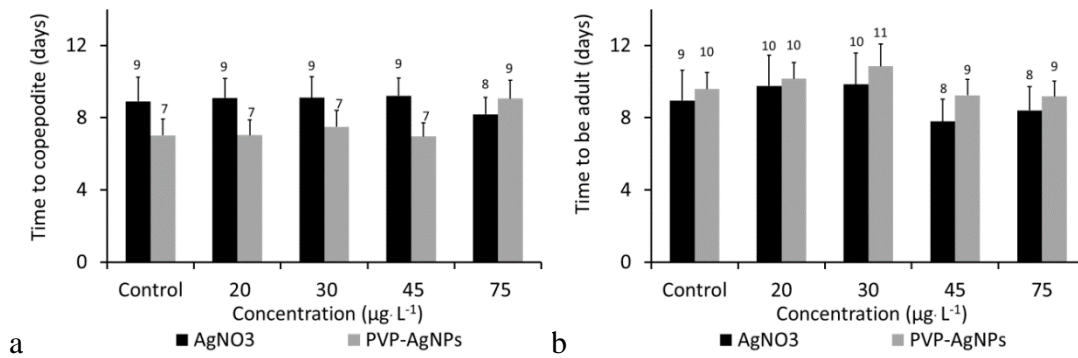 Time to copepodite (days)
12
8
4
0
9 7 9 7 9 7 9 7 8 9
Control 20 30 45 75
Concentration (µg· L-1)
AgNO3 PVP-AgNPs
a
Time to be adult (days)
12
8
4
0
9 10 10 10 10 11 8 9 8 9
Control 20 30 45 75
Concentration (µg· L-1)
AgNO3 PVP-AgNPs
b